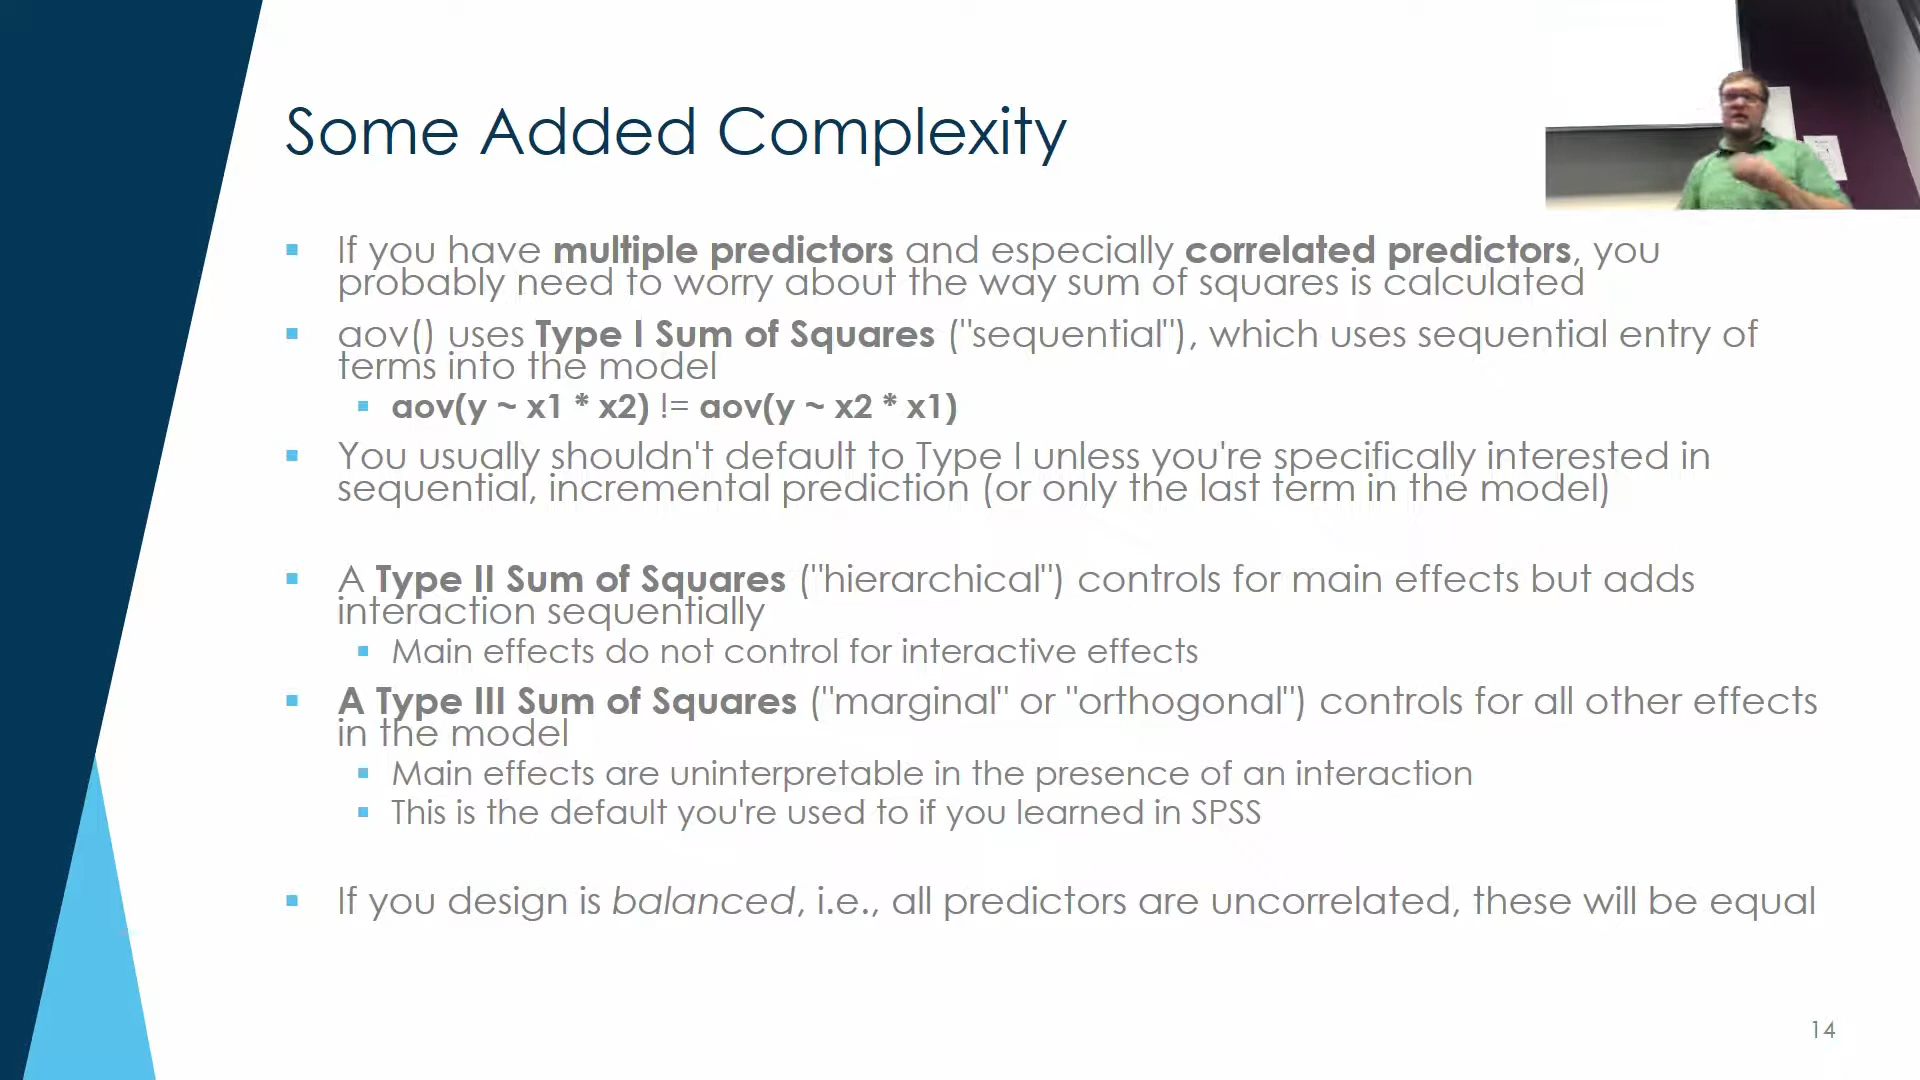 Some Added Complexity
If you have multiple predictors and especially correlated predictors, you
probably need to worry about the way sum of squares is calculated
aov() uses Type I Sum of Squares ("sequential"), which uses sequential entry of
terms into the model
aov(y ~ x1 * x2) != aov(y ~ x2 * x1)
You usually shouldn't default to Type I unless you're specifically interested in
sequential, incremental prediction (or only the last term in the model)
A Type II Sum of Squares ("hierarchical") controls for main effects but adds
interaction sequentially
Main effects do not control for interactive effects
A Type III Sum of Squares ("marginal" or "orthogonal") controls for all other effects
in the model
Main effects are uninterpretable in the presence of an interaction
This is the default you're used to if you learned in SPSS
If you design is balanced, i.e., all predictors are uncorrelated, these will be equal
14